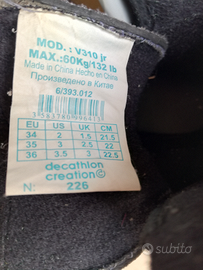 MOD. : V310 jr
MAX.:60Kg/132 lb
Made in China Hecho en China
Произведено в Китае
6/393.012
EU US UK CM
34 2 1.5 21.5
35 3 2.5 22
36 3.5 3 22.5
decathlon
creation©
N. 226
subito